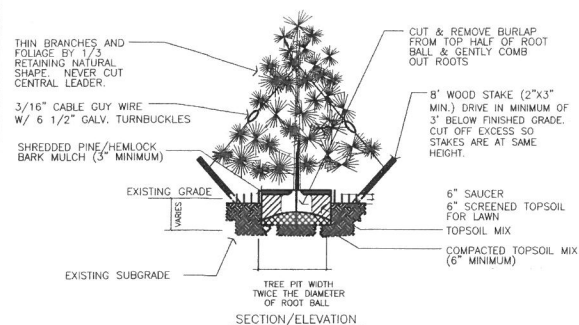 THIN BRANCHES AND
FOLIAGE BY 1/3
RETAINING NATURAL
SHAPE. NEVER CUT
CENTRAL LEADER.
3/16" CABLE GUY WIRE
W/ 6 1/2" GALV. TURNBUCKLES
SHREDDED PINE/HEMLOCK
BARK MULCH (3" MINIMUM)
EXISTING GRADE
VARIES
EXISTING SUBGRADE
CUT & REMOVE BURLAP
FROM TOP HALF OF ROOT
BALL & GENTLY COMB
OUT ROOTS
8' WOOD STAKE (2"X3"
MIN.) DRIVE IN MINIMUM OF
3' BELOW FINISHED GRADE.
CUT OFF EXCESS SO
STAKES ARE AT SAME
HEIGHT.
6" SAUCER
6" SCREENED TOPSOIL
FOR LAWN
TOPSOIL MIX
COMPACTED TOPSOIL MIX
(6" MINIMUM)
TREE PIT WIDTH
TWICE THE DIAMETER
OF ROOT BALL
SECTION/ELEVATION